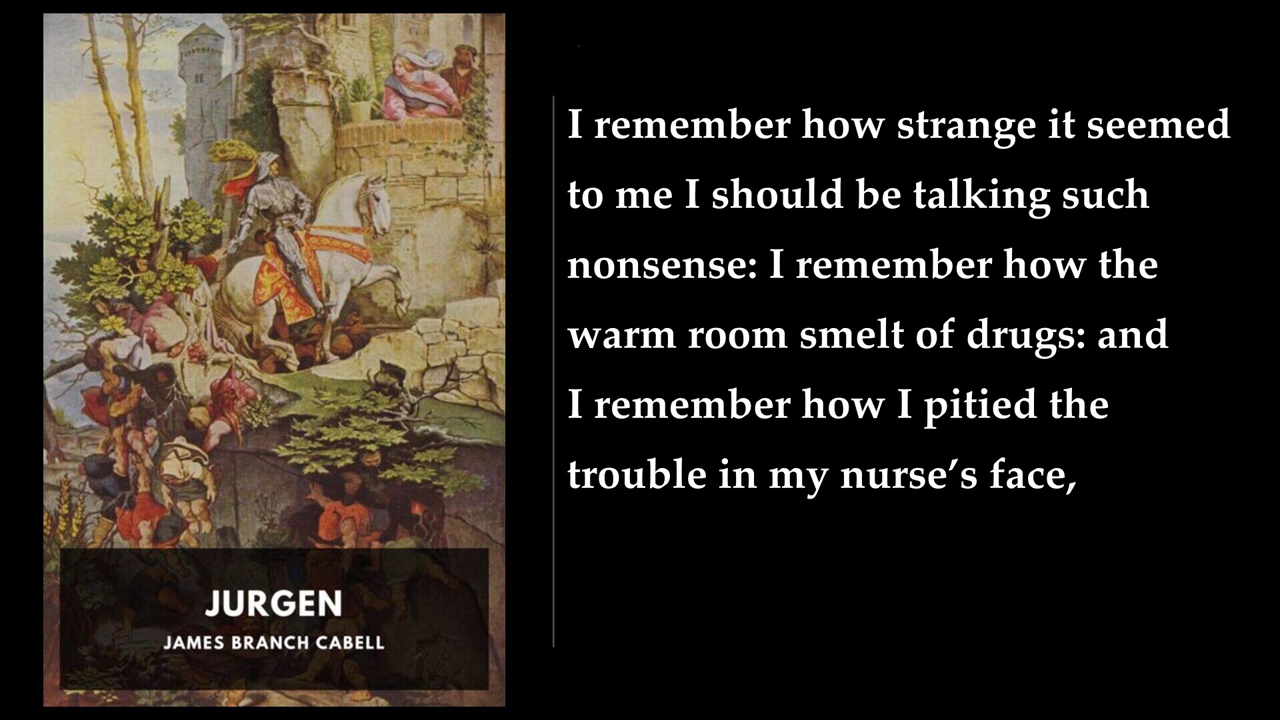 I remember how strange it seemed
to me I should be talking such
nonsense: I remember how the
warm room smelt of drugs: and
I remember how I pitied the
trouble in my nurse’s face,
JURGEN
JAMES BRANCH CABELL